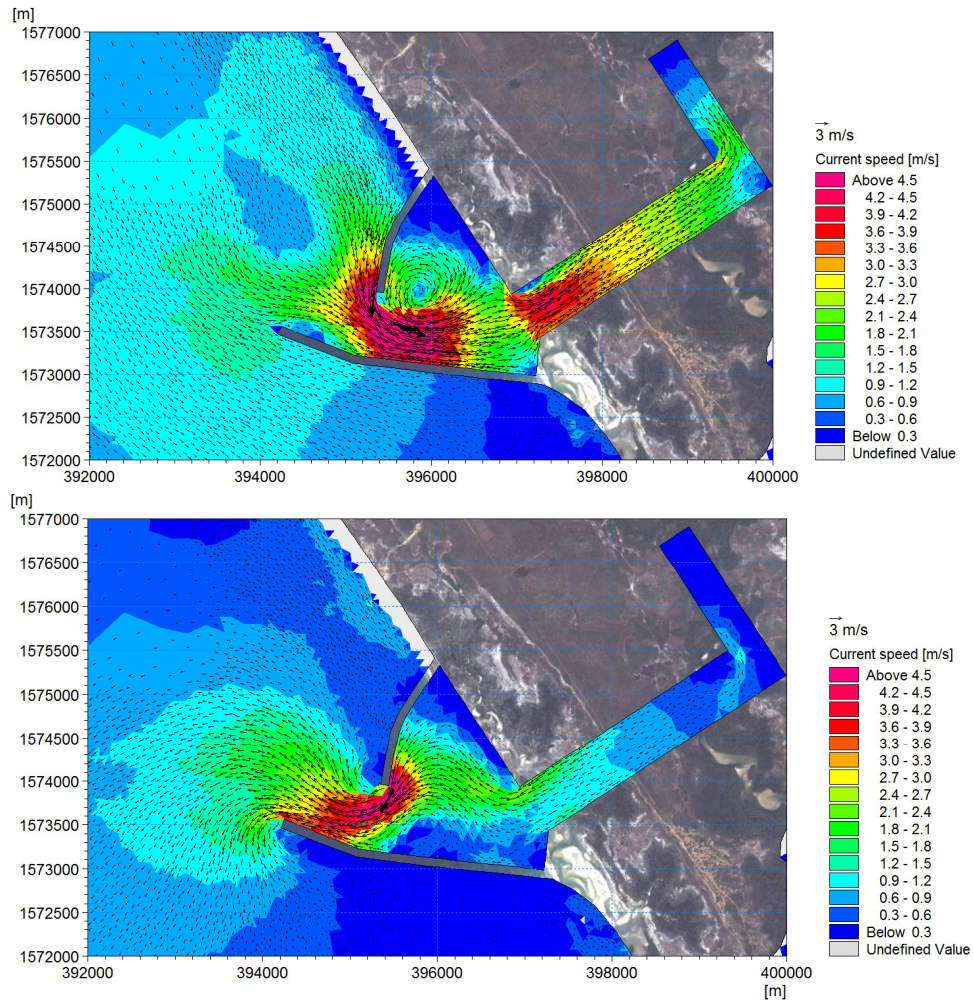 [m]
1577000
1576500
1576000
1575500
1575000
1574500
1574000
1573500
1573000
1572500
1572000
392000 394000 396000 398000 400000
3 m/s
Current speed [m/s]
Above 4.5
4.2 - 4.5
3.9 - 4.2
3.6 - 3.9
3.3 - 3.6
3.0 - 3.3
2.7 - 3.0
2.4 - 2.7
2.1 - 2.4
1.8 - 2.1
1.5 - 1.8
1.2 - 1.5
0.9 - 1.2
0.6 - 0.9
0.3 - 0.6
Below 0.3
Undefined Value
[m]
1577000
1576500
1576000
1575500
1575000
1574500
1574000
1573500
1573000
1572500
1572000
392000 394000 396000 398000 400000
[m]
3 m/s
Current speed [m/s]
Above 4.5
4.2 - 4.5
3.9 - 4.2
3.6 - 3.9
3.3 - 3.6
3.0 - 3.3
2.7 - 3.0
2.4 - 2.7
2.1 - 2.4
1.8 - 2.1
1.5 - 1.8
1.2 - 1.5
0.9 - 1.2
0.6 - 0.9
0.3 - 0.6
Below 0.3
Undefined Value